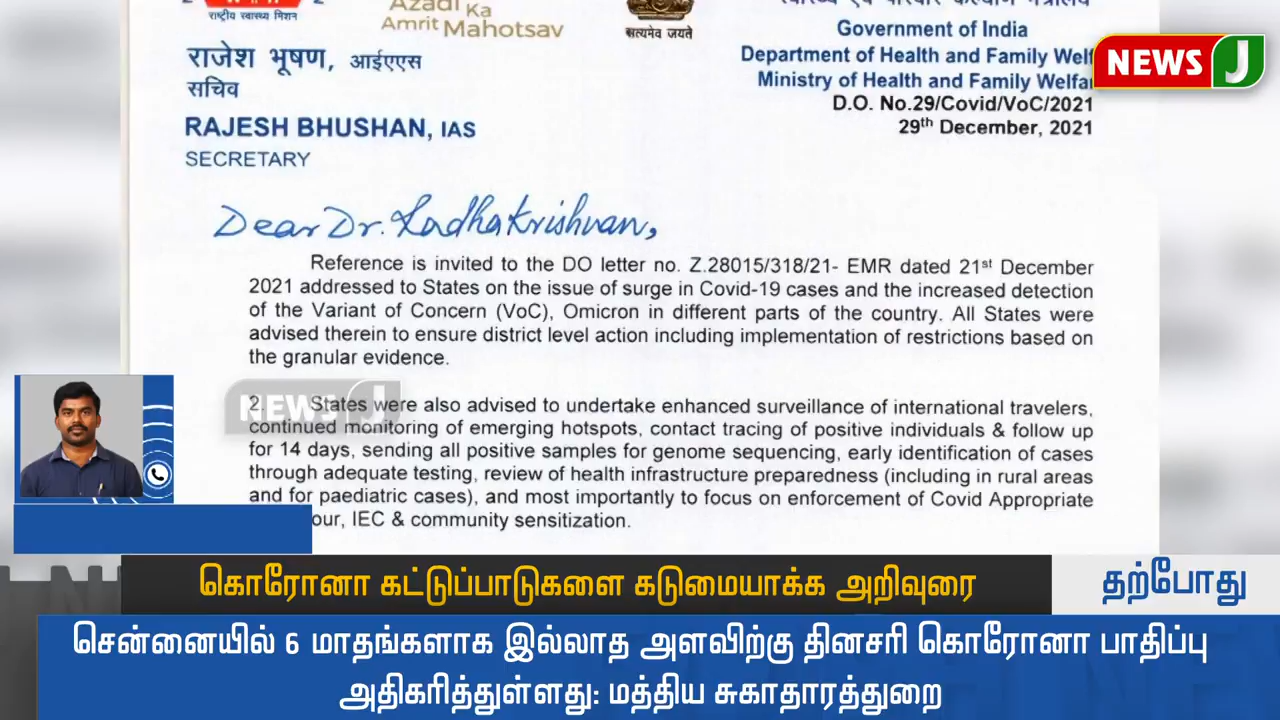 राष्ट्रीय स्वास्थ्य मिशन
Azadi Ka
Amrit Mahotsav
सत्यमेव जयते
Government of India
Department of Health and Family Welf
Ministry of Health and Family Welfar
D.O. No.29/Covid/VoC/2021
29th December, 2021
NEWS J
राजेश भूषण, आईएएस
सचिव
RAJESH BHUSHAN, IAS
SECRETARY
Dear Dr. Radhakrishnan,
Reference is invited to the DO letter no. Z.28015/318/21- EMR dated 21st December
2021 addressed to States on the issue of surge in Covid-19 cases and the increased detection
of the Variant of Concern (VoC), Omicron in different parts of the country. All States were
advised therein to ensure district level action including implementation of restrictions based on
the granular evidence.
NEWS J
2. States were also advised to undertake enhanced surveillance of international travelers,
continued monitoring of emerging hotspots, contact tracing of positive individuals & follow up
for 14 days, sending all positive samples for genome sequencing, early identification of cases
through adequate testing, review of health infrastructure preparedness (including in rural areas
and for paediatric cases), and most importantly to focus on enforcement of Covid Appropriate
our, IEC & community sensitization.
கொரோனா கட்டுப்பாடுகளை கடுமையாக்க அறிவுரை
தற்போது
சென்னையில் 6 மாதங்களாக இல்லாத அளவிற்கு தினசரி கொரோனா பாதிப்பு
அதிகரித்துள்ளது: மத்திய சுகாதாரத்துறை